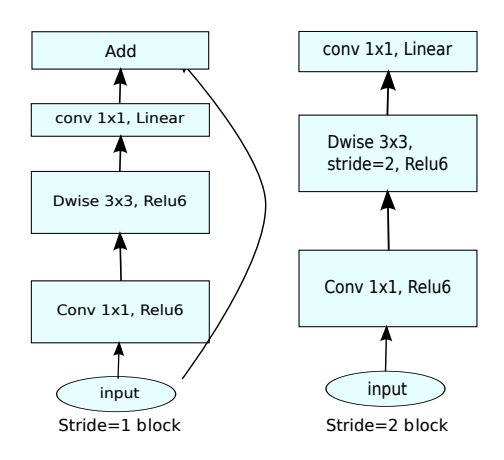 Add
conv 1x1, Linear
Dwise 3x3, Relu6
Conv 1x1, Relu6
input
Stride=1 block
conv 1x1, Linear
Dwise 3x3,
stride=2, Relu6
Conv 1x1, Relu6
input
Stride=2 block